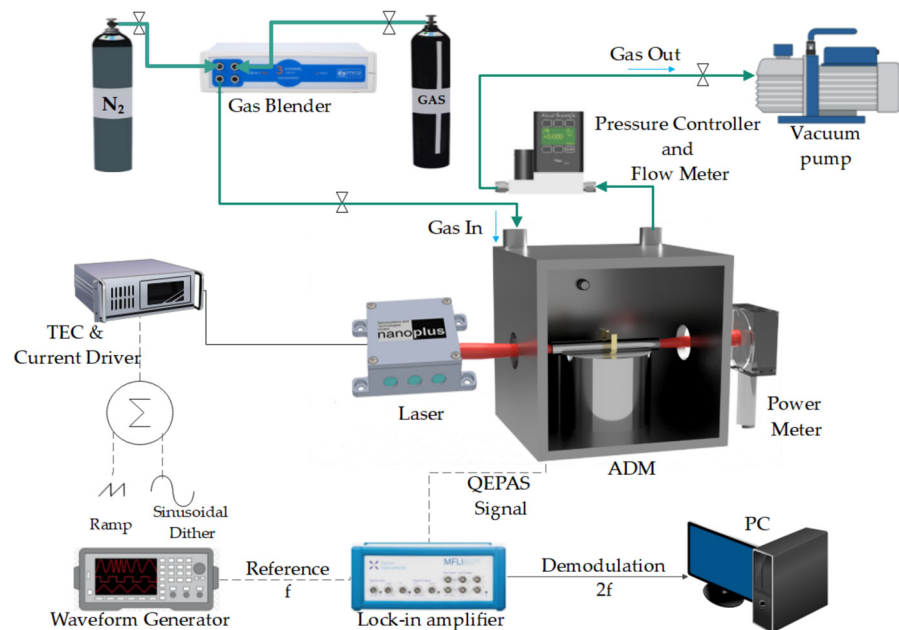 Gas Out
N2
GAS
Gas Blender
Pressure Controller
and
Flow Meter
Vacuum
pump
Gas In
TEC &
Current Driver
nanoplus
Laser
Σ
Power
Meter
ADM
QEPAS
Signal
Ramp
Sinusoidal
Dither
PC
MFLI
Reference
f
Demodulation
2f
Waveform Generator
Lock-in amplifier